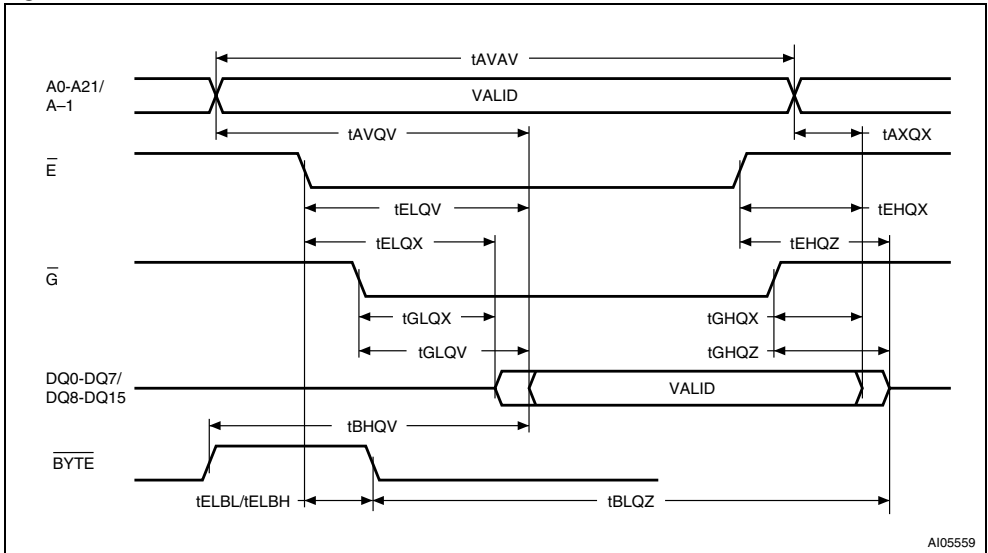 tAVAV
A0-A21/
A–1
VALID
tAVQV
tAXQX
E̅
tELQV
tEHQX
tELQX
tEHQZ
G̅
tGLQX
tGHQX
tGLQV
tGHQZ
DQ0-DQ7/
DQ8-DQ15
VALID
tBHQV
B̅Y̅T̅E̅
tELBL/tELBH
tBLQZ
AI05559